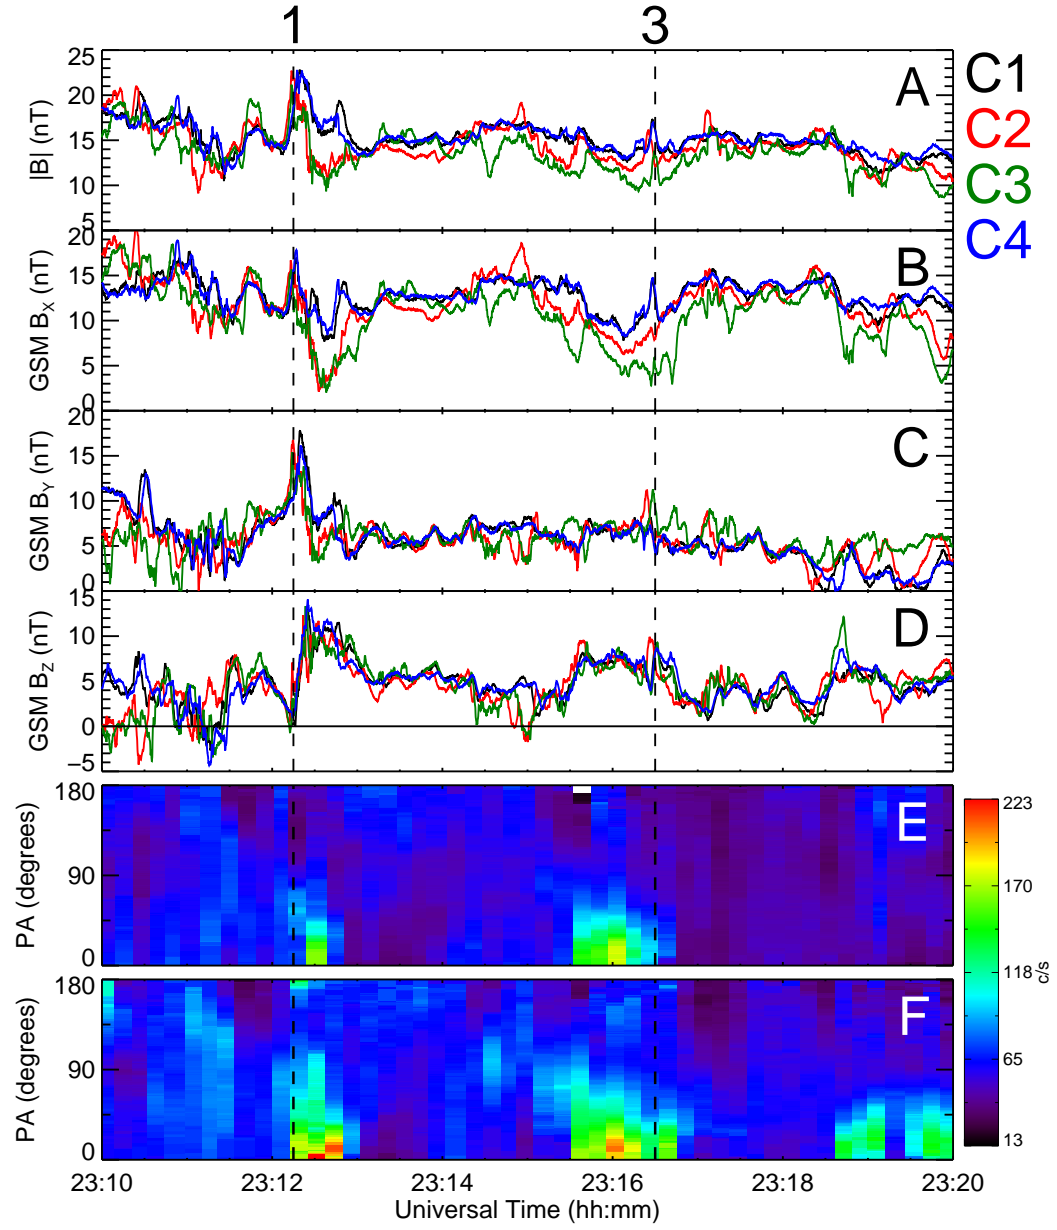 1 3
25
20
15
10
5
|B| (nT)
A
C1
C2
C3
C4
20
15
10
5
0
GSM B_X (nT)
B
20
15
10
5
0
GSM B_Y (nT)
C
15
10
5
0
−5
GSM B_Z (nT)
D
180
90
0
PA (degrees)
E
180
90
0
PA (degrees)
F
223
170
118
65
13
c/s
23:10 23:12 23:14 23:16 23:18 23:20
Universal Time (hh:mm)